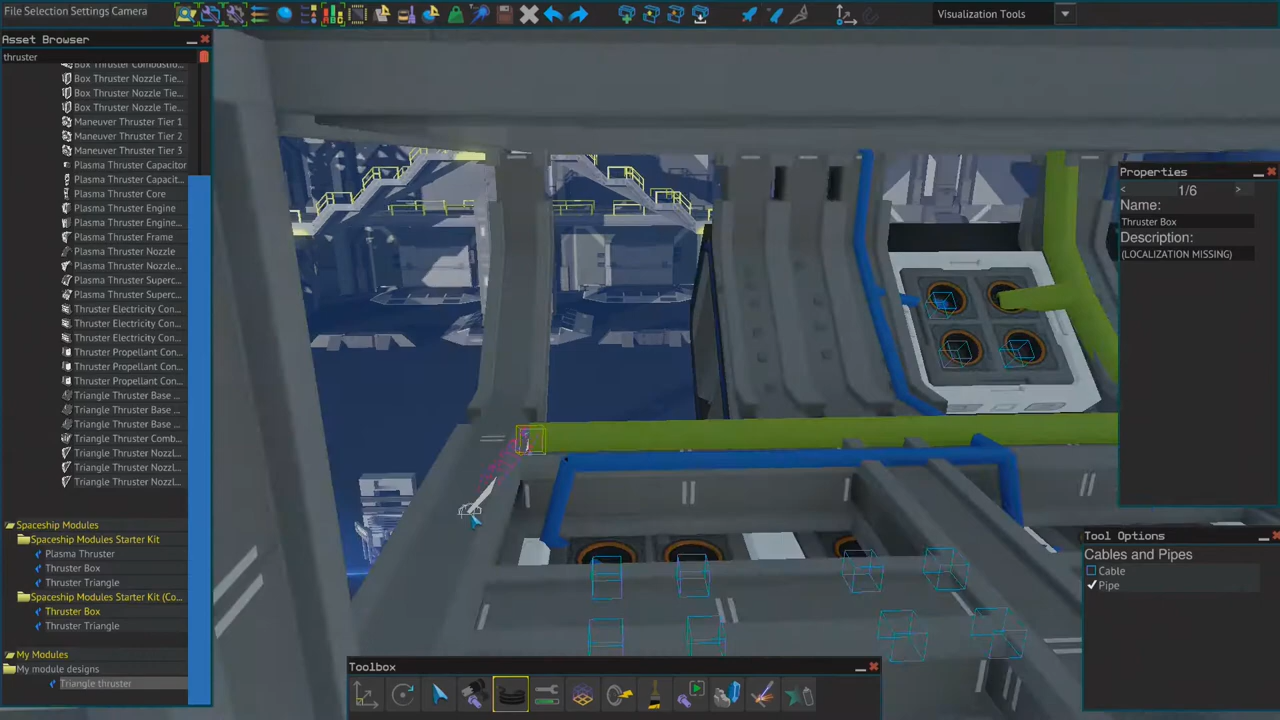 File Selection Settings Camera
Visualization Tools
Asset Browser
thruster
Box Thruster Combustio...
Box Thruster Nozzle Tie...
Box Thruster Nozzle Tie...
Box Thruster Nozzle Tie...
Maneuver Thruster Tier 1
Maneuver Thruster Tier 2
Maneuver Thruster Tier 3
Plasma Thruster Capacitor
Plasma Thruster Capacit...
Plasma Thruster Core
Plasma Thruster Engine
Plasma Thruster Engine...
Plasma Thruster Frame
Plasma Thruster Nozzle
Plasma Thruster Nozzle...
Plasma Thruster Superc...
Plasma Thruster Superc...
Thruster Electricity Con...
Thruster Electricity Con...
Thruster Electricity Con...
Thruster Propellant Con...
Thruster Propellant Con...
Thruster Propellant Con...
Triangle Thruster Base ...
Triangle Thruster Base ...
Triangle Thruster Base ...
Triangle Thruster Comb...
Triangle Thruster Nozzl...
Triangle Thruster Nozzl...
Triangle Thruster Nozzl...
Spaceship Modules
Spaceship Modules Starter Kit
Plasma Thruster
Thruster Box
Thruster Triangle
Spaceship Modules Starter Kit (Co...
Thruster Box
Thruster Triangle
My Modules
My module designs
Triangle thruster
Properties
< 1/6 >
Name:
Thruster Box
Description:
(LOCALIZATION MISSING)
Tool Options
Cables and Pipes
Cable
Pipe
Toolbox